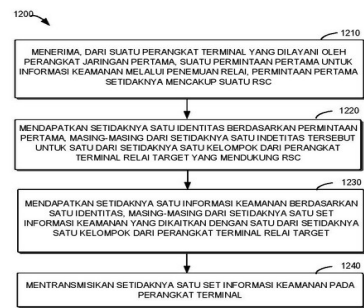 1200
1210
MENERIMA, DARI SUATU PERANGKAT TERMINAL YANG DILAYANI OLEH
PERANGKAT JARINGAN PERTAMA, SUATU PERMINTAAN PERTAMA UNTUK
INFORMASI KEAMANAN MELALUI PENEMUAN RELAI, PERMINTAAN PERTAMA
SETIDAKNYA MENCAKUP SUATU RSC
1220
MENDAPATKAN SETIDAKNYA SATU IDENTITAS BERDASARKAN PERMINTAAN
PERTAMA, MASING-MASING DARI SETIDAKNYA SATU INDETITAS TERSEBUT
UNTUK SATU DARI SETIDAKNYA SATU KELOMPOK DARI PERANGKAT
TERMINAL RELAI TARGET YANG MENDUKUNG RSC
1230
MENDAPATKAN SETIDAKNYA SATU INFORMASI KEAMANAN BERDASARKAN
SATU IDENTITAS, MASING-MASING DARI SETIDAKNYA SATU SET
INFORMASI KEAMANAN YANG DIKAITKAN DENGAN SATU DARI SETIDAKNYA
SATU KELOMPOK DARI PERANGKAT TERMINAL RELAI TARGET
1240
MENTRANSMISIKAN SETIDAKNYA SATU SET INFORMASI KEAMANAN PADA
PERANGKAT TERMINAL